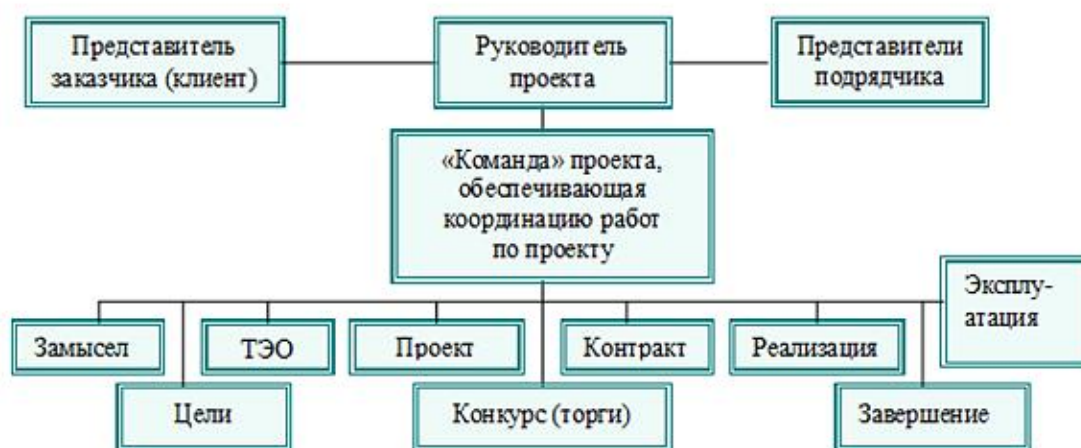 Представитель
заказчика (клиент)
Руководитель
проекта
Представители
подрядчика
«Команда» проекта,
обеспечивающая
координацию работ
по проекту
Эксплу-
атация
Замысел
ТЭО
Проект
Контракт
Реализация
Цели
Конкурс (торги)
Завершение